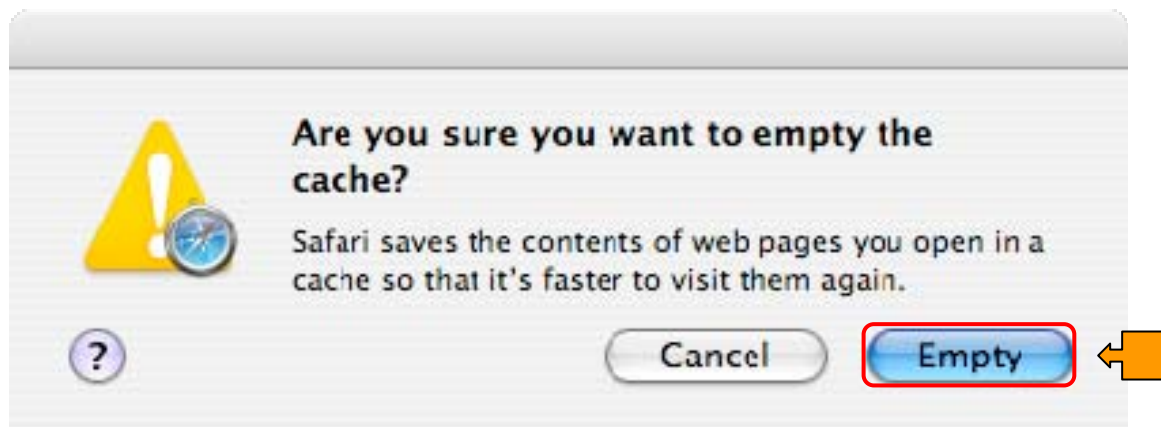 Are you sure you want to empty the
cache?
Safari saves the contents of web pages you open in a
cache so that it's faster to visit them again.
? Cancel Empty